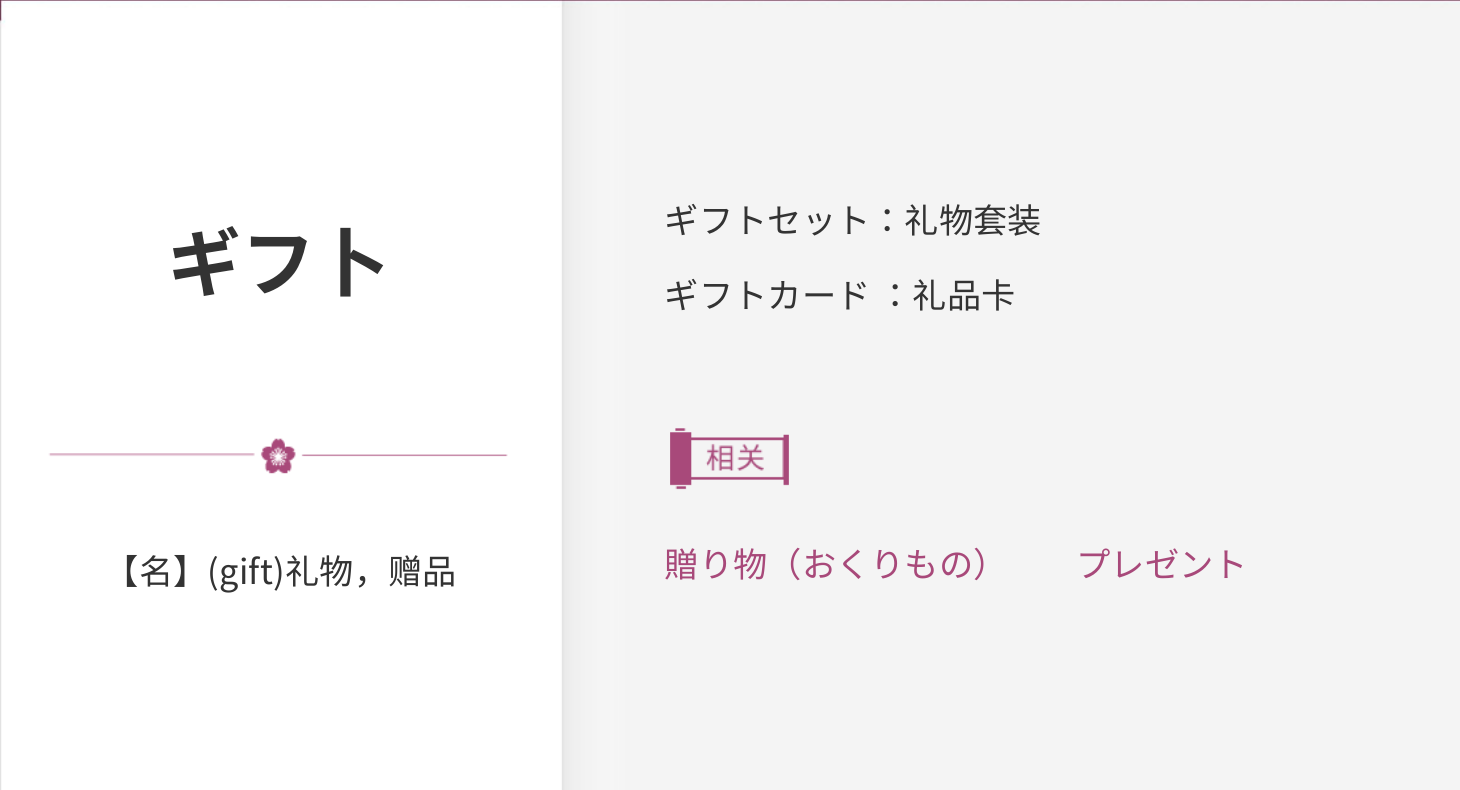 ギフト
【名】(gift)礼物，赠品
ギフトセット：礼物套装
ギフトカード ：礼品卡
相关
贈り物（おくりもの）　　プレゼント